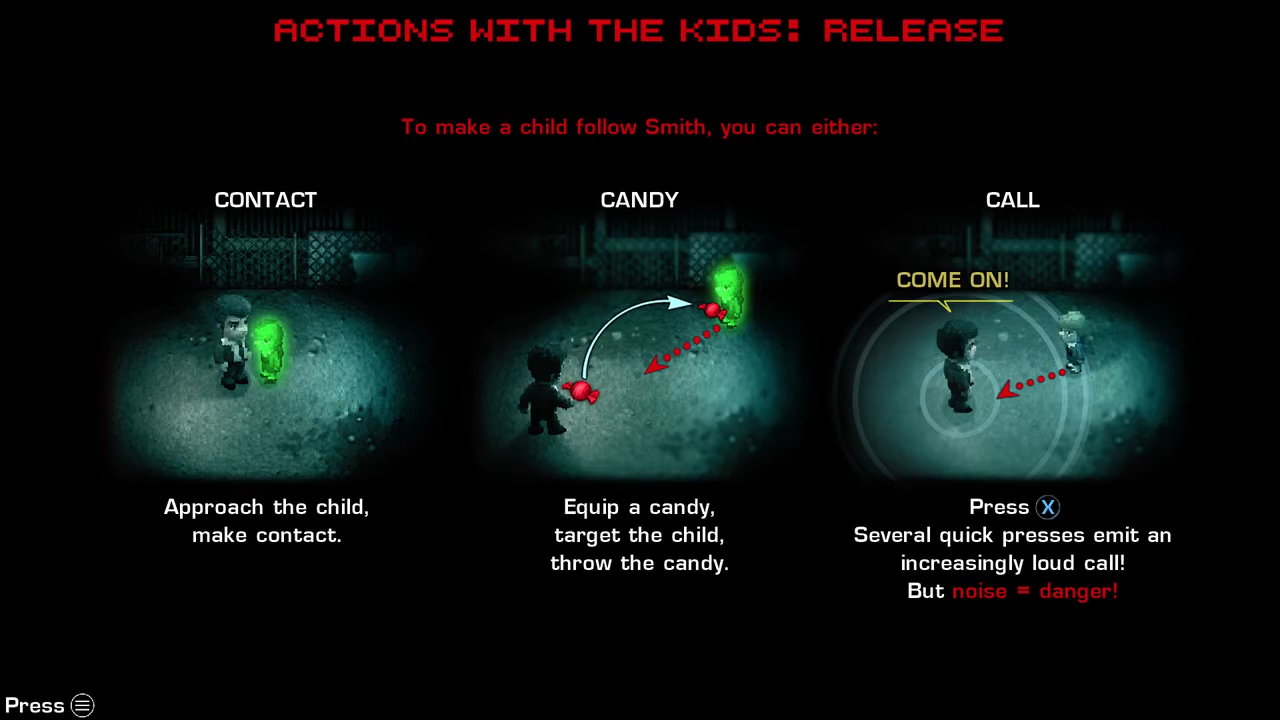 ACTIONS WITH THE KIDS: RELEASE
To make a child follow Smith, you can either:
CONTACT
Approach the child,
make contact.
CANDY
Equip a candy,
target the child,
throw the candy.
CALL
COME ON!
Press X
Several quick presses emit an
increasingly loud call!
But noise = danger!
Press